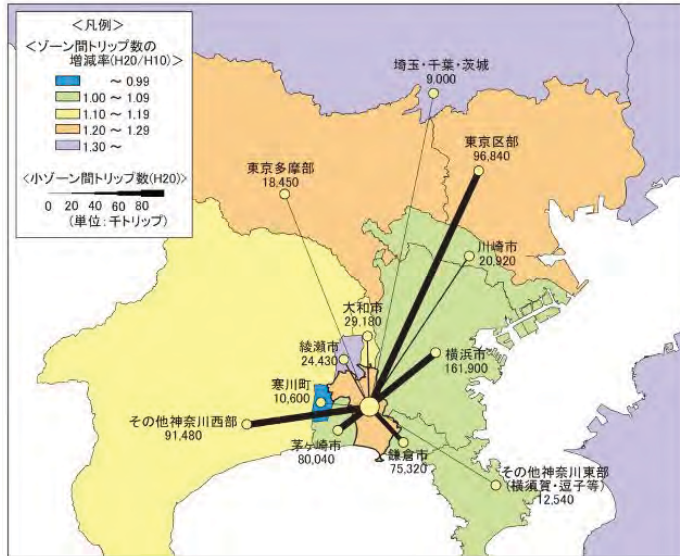 <凡例>
<ゾーン間トリップ数の
増減率(H20/H10)>
～ 0.99
1.00 ～ 1.09
1.10 ～ 1.19
1.20 ～ 1.29
1.30 ～
<小ゾーン間トリップ数(H20)>
0 20 40 60 80
(単位:千トリップ)
埼玉・千葉・茨城
9.000
東京区部
96,840
東京多摩部
18,450
川崎市
20,920
大和市
29,180
綾瀬市
24,430
横浜市
161,900
寒川町
10,600
その他神奈川西部
91,480
茅ヶ崎市
80,040
鎌倉市
75,320
その他神奈川東部
(横須賀・逗子等)
12,540